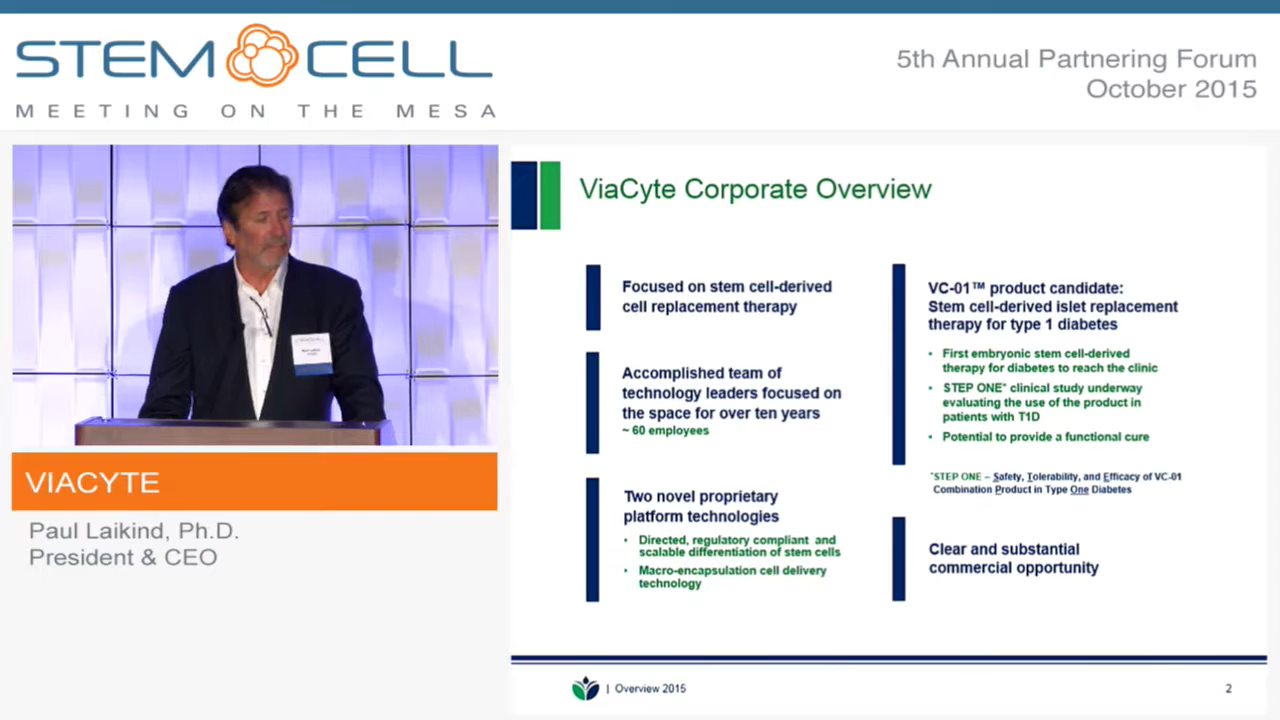 STEM CELL
MEETING ON THE MESA
5th Annual Partnering Forum
October 2015
VIACYTE
Paul Laikind, Ph.D.
President & CEO
ViaCyte Corporate Overview
Focused on stem cell-derived
cell replacement therapy
Accomplished team of
technology leaders focused on
the space for over ten years
~ 60 employees
Two novel proprietary
platform technologies
• Directed, regulatory compliant and
scalable differentiation of stem cells
• Macro-encapsulation cell delivery
technology
VC-01™ product candidate:
Stem cell-derived islet replacement
therapy for type 1 diabetes
• First embryonic stem cell-derived
therapy for diabetes to reach the clinic
• STEP ONE* clinical study underway
evaluating the use of the product in
patients with T1D
• Potential to provide a functional cure
*STEP ONE – Safety, Tolerability, and Efficacy of VC-01
Combination Product in Type One Diabetes
Clear and substantial
commercial opportunity
| Overview 2015
2